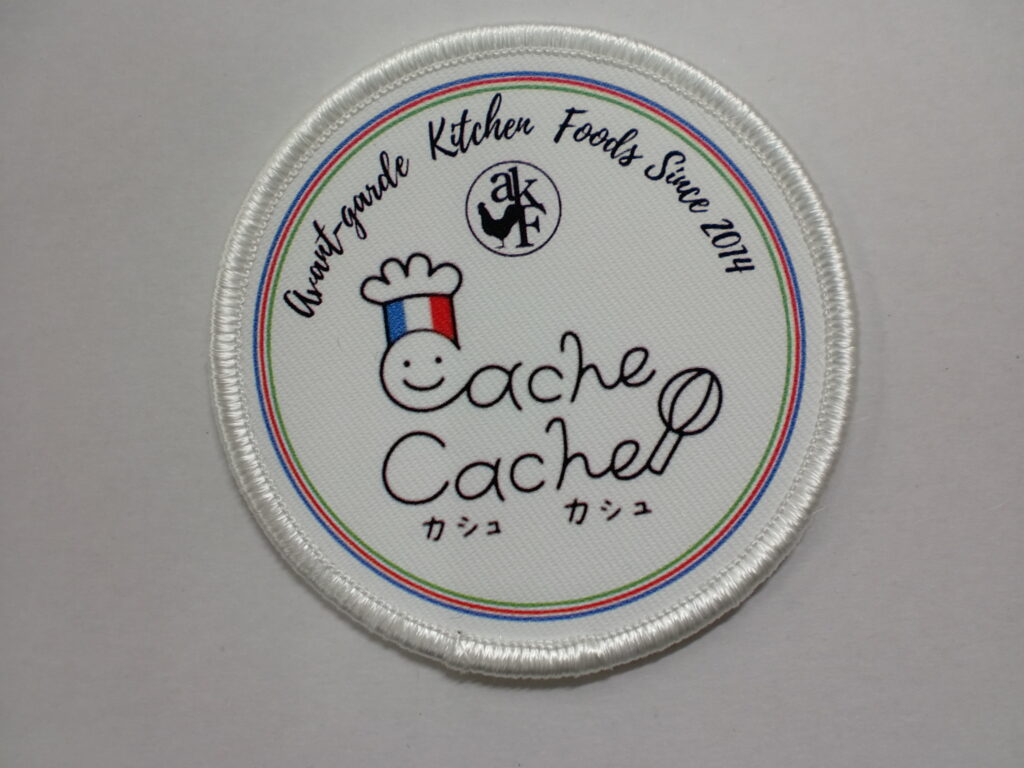 Avant-garde Kitchen Foods Since 2014
akF
Cache
Cache
カシュ カシュ